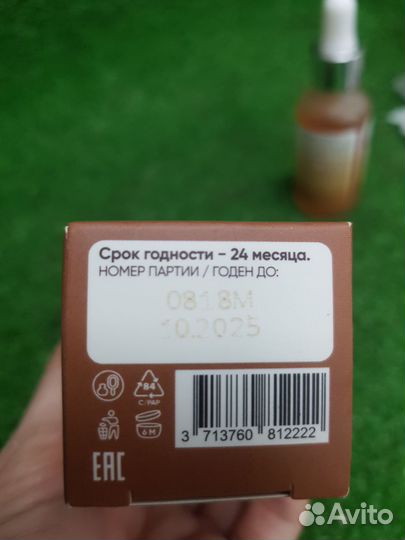 Срок годности - 24 месяца.
НОМЕР ПАРТИИ / ГОДЕН ДО:
0818M
10.2025
84
C/PAP
6 M
3 713760 812222
EAC
Avito